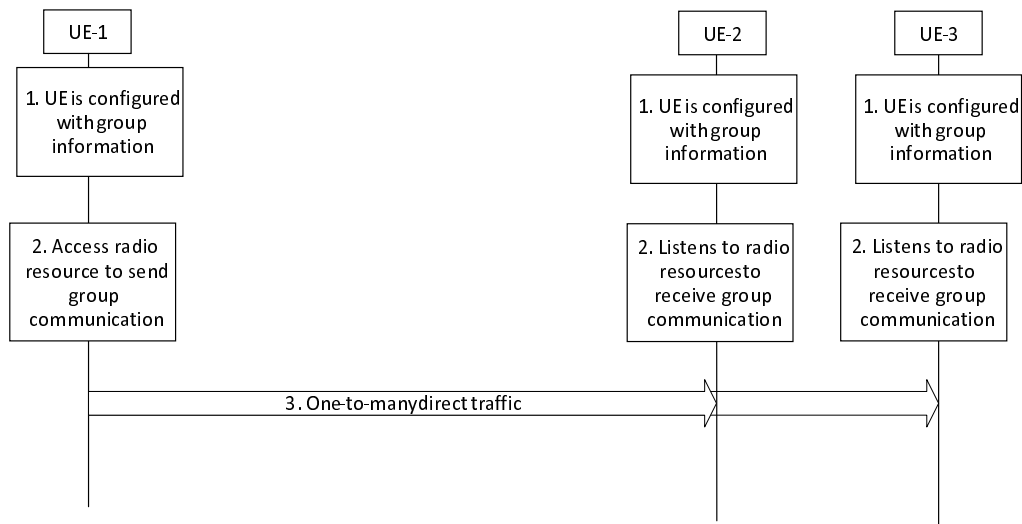 UE-1
UE-2
UE-3
1. UE is configured
with group
information
1. UE is configured
with group
information
1. UE is configured
with group
information
2. Access radio
resource to send
group
communication
2. Listens to radio
resourcesto
receive group
communication
2. Listens to radio
resourcesto
receive group
communication
3. One-to-manydirect traffic